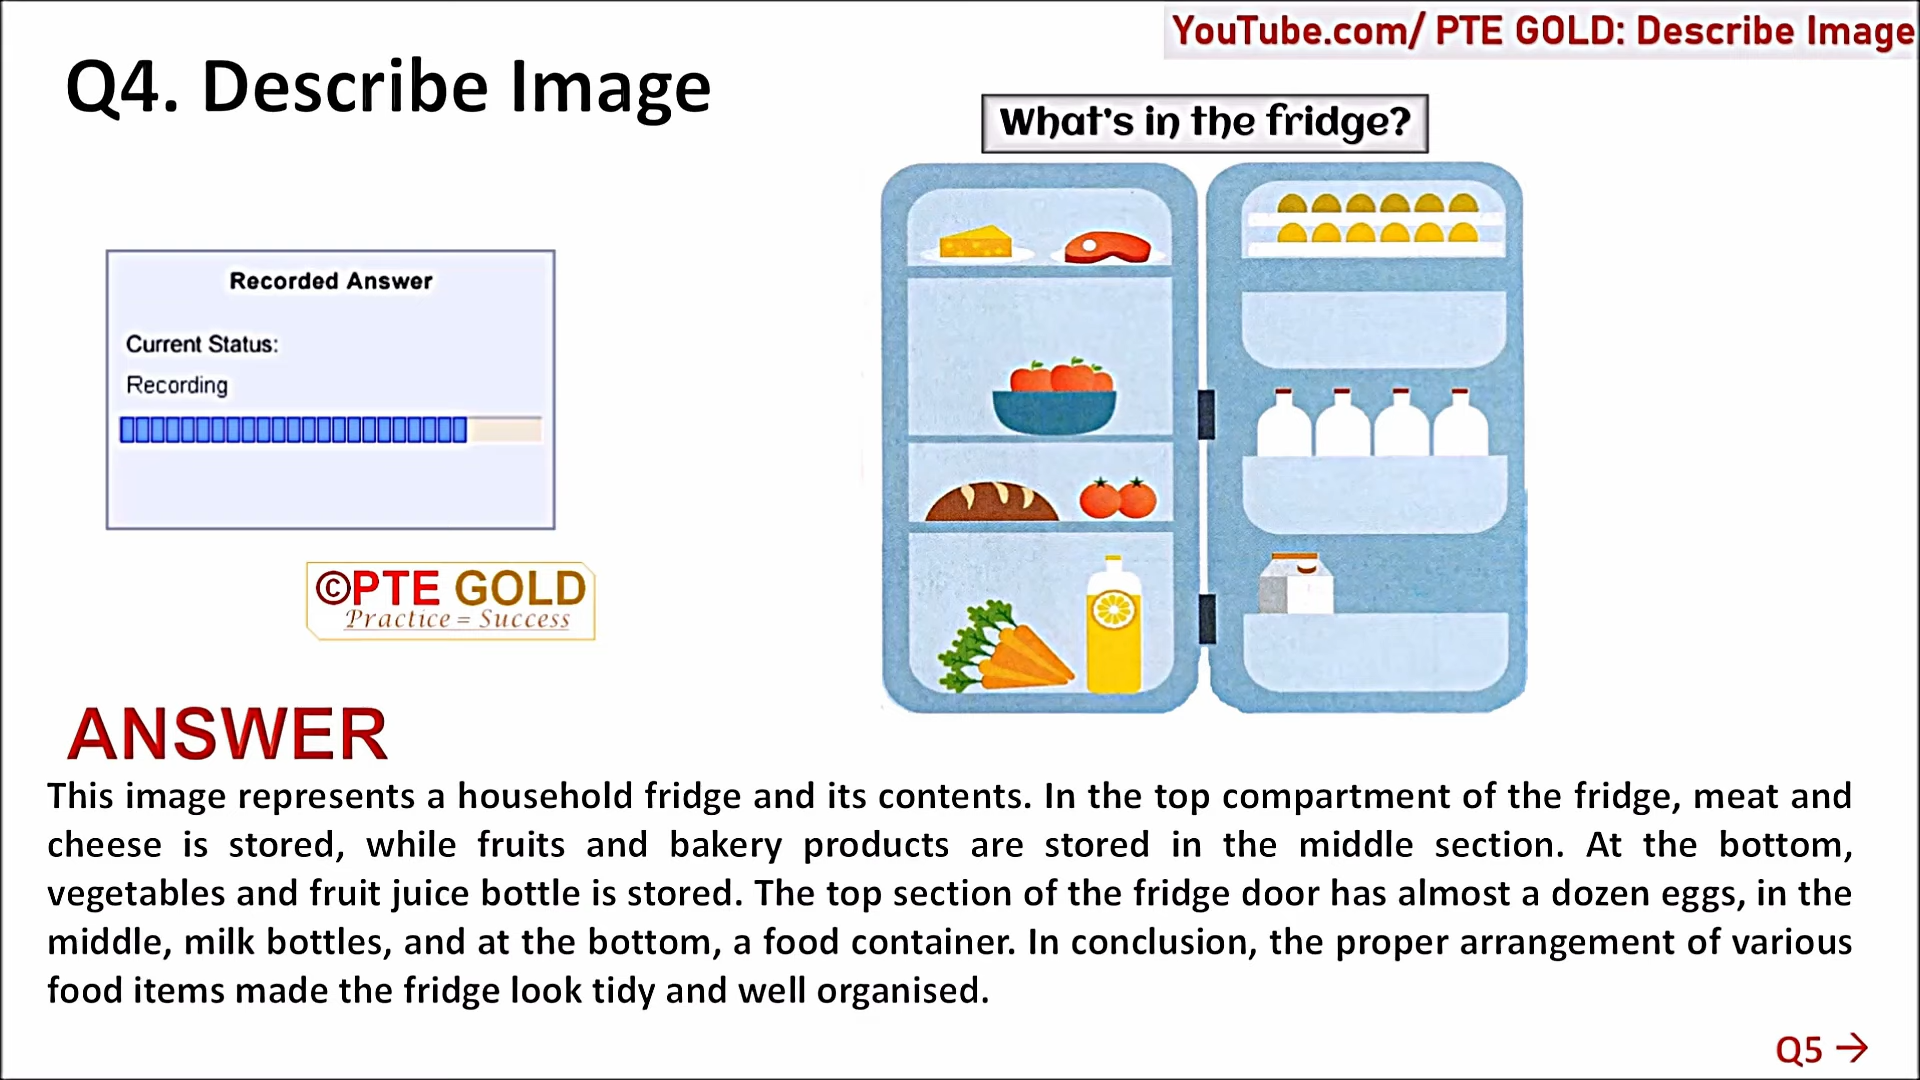 YouTube.com/ PTE GOLD: Describe Image
Q4. Describe Image
What's in the fridge?
Recorded Answer
Current Status:
Recording
©PTE GOLD
Practice = Success
ANSWER
This image represents a household fridge and its contents. In the top compartment of the fridge, meat and
cheese is stored, while fruits and bakery products are stored in the middle section. At the bottom,
vegetables and fruit juice bottle is stored. The top section of the fridge door has almost a dozen eggs, in the
middle, milk bottles, and at the bottom, a food container. In conclusion, the proper arrangement of various
food items made the fridge look tidy and well organised.
Q5 →